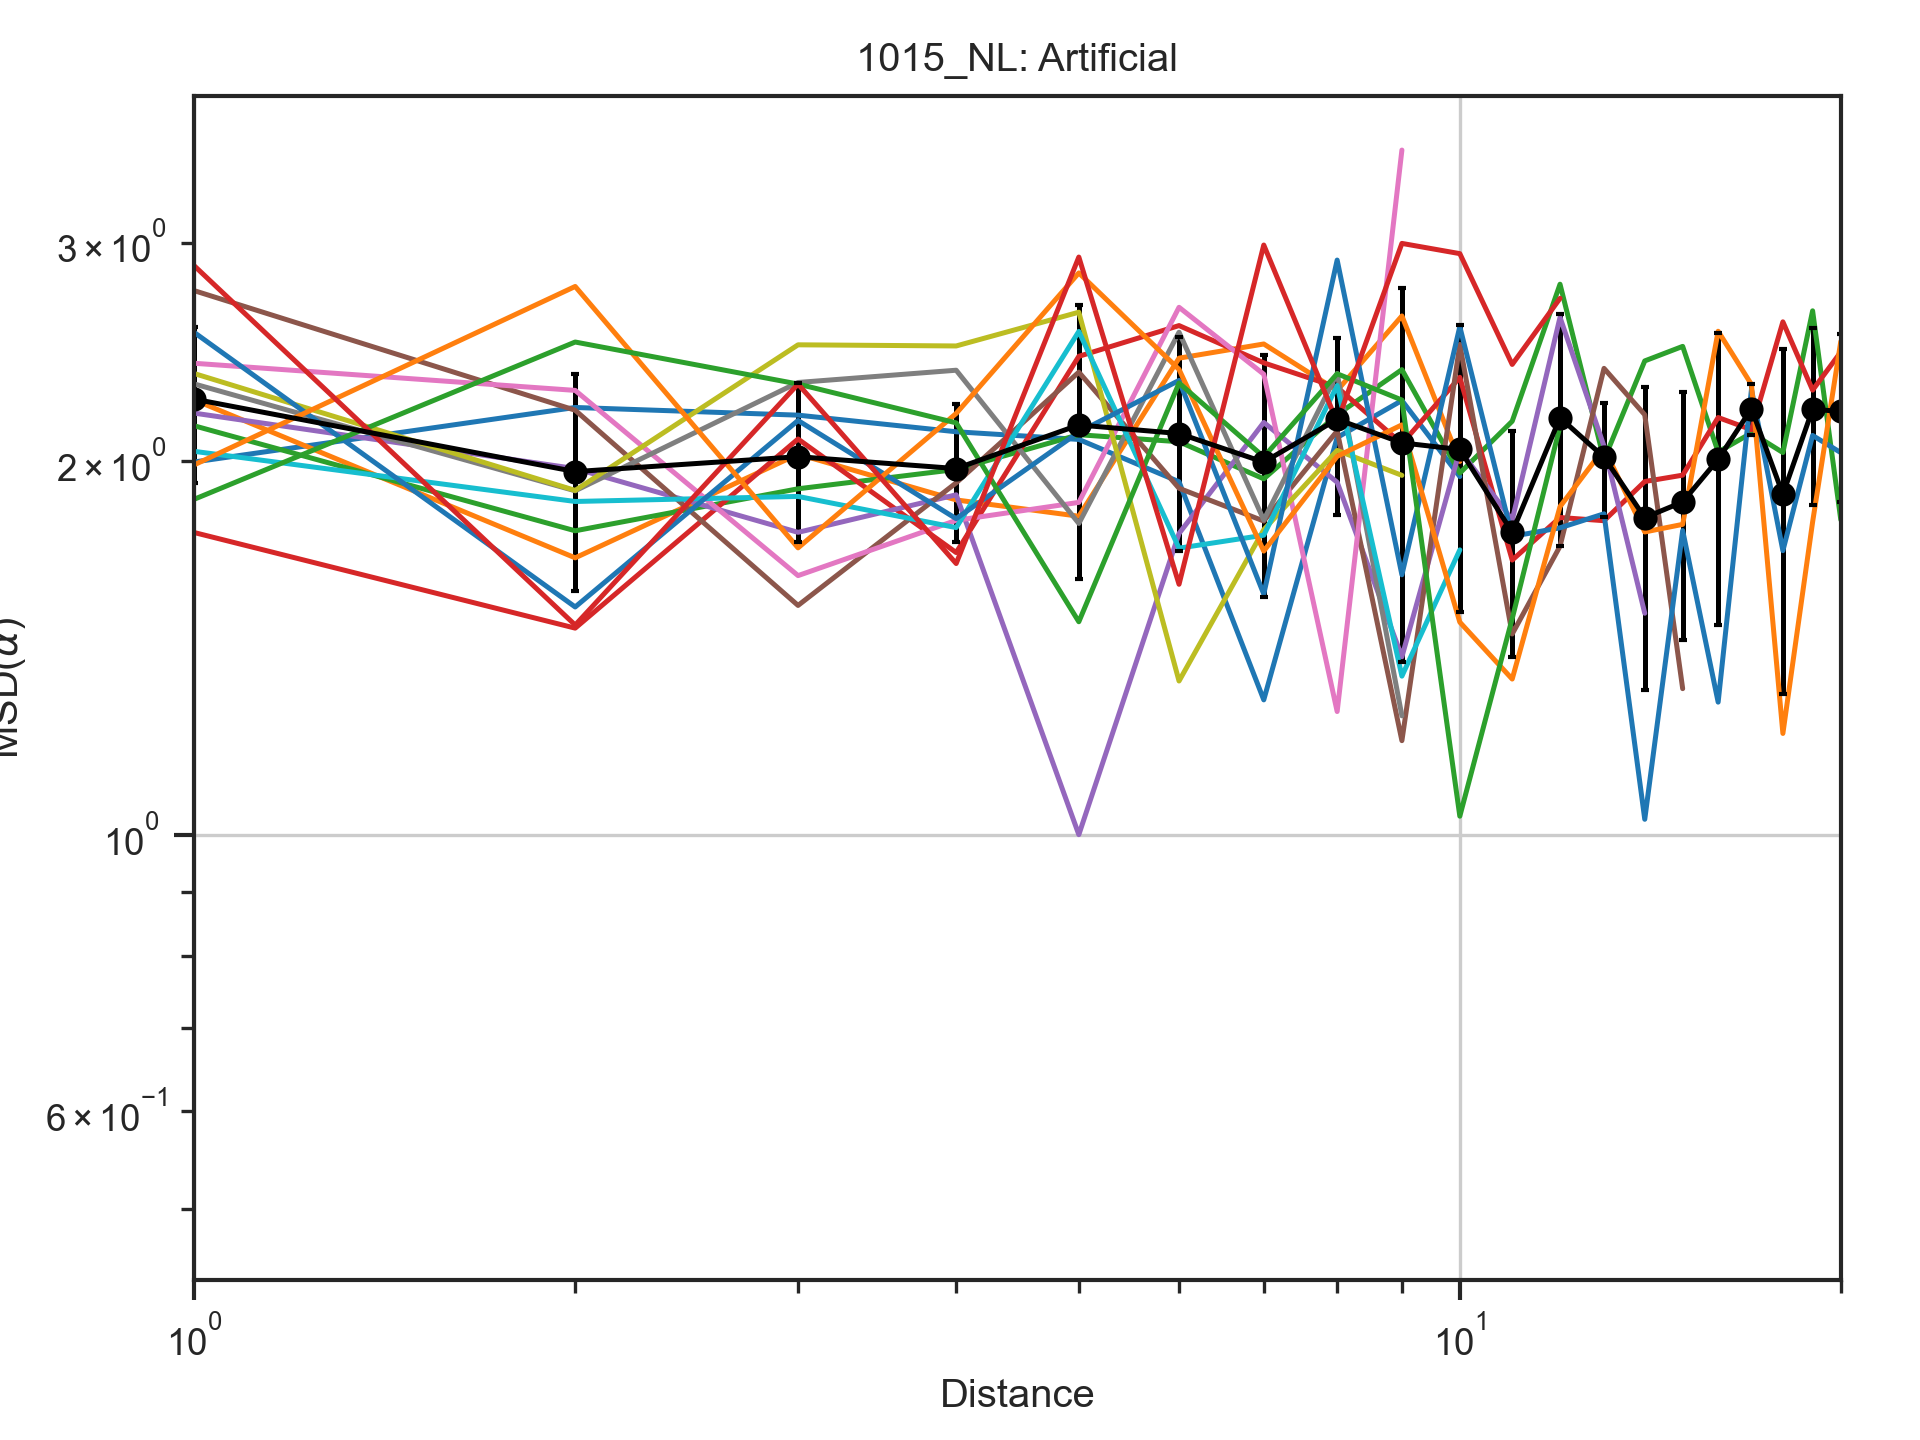 1015_NL: Artificial
MSD(α)
3 × 10⁰
2 × 10⁰
10⁰
6 × 10⁻¹
10⁰ 10¹
Distance